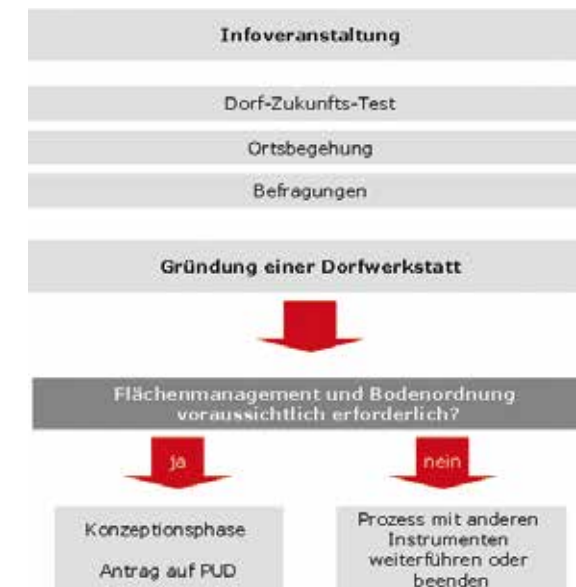 Infoveranstaltung
Dorf-Zukunfts-Test
Ortsbegehung
Befragungen
Gründung einer Dorfwerkstatt
Flächenmanagement und Bodenordnung
voraussichtlich erforderlich?
ja
nein
Konzeptionsphase
Antrag auf PUD
Prozess mit anderen
Instrumenten
weiterführen oder
beenden